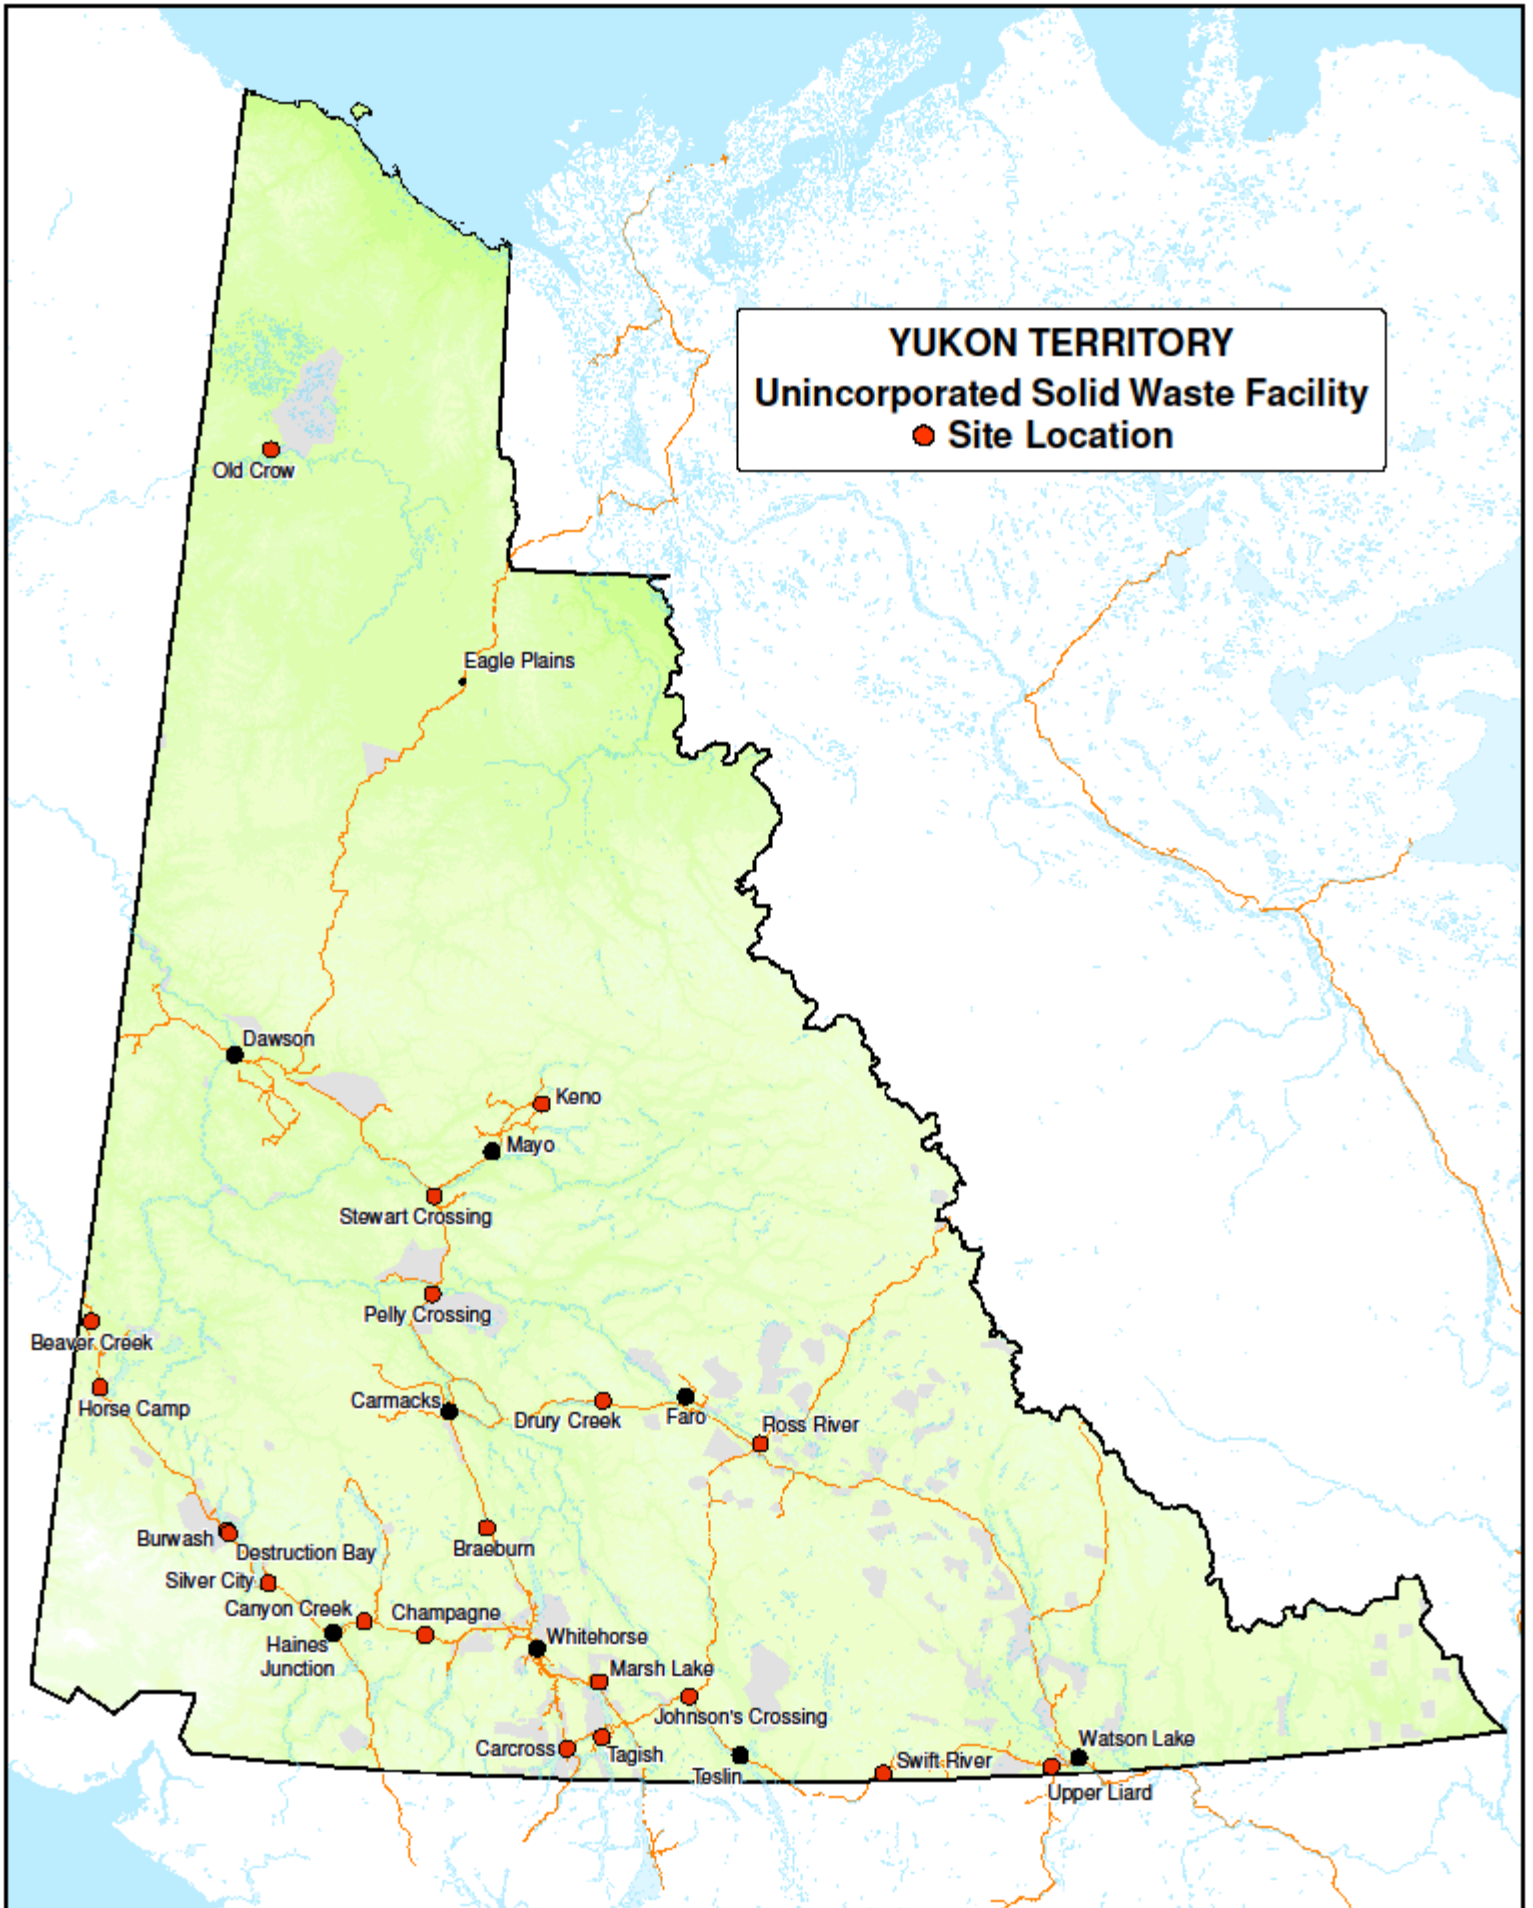 YUKON TERRITORY
Unincorporated Solid Waste Facility
Site Location
Old Crow
Eagle Plains
Dawson
Keno
Mayo
Stewart Crossing
Pelly Crossing
Beaver Creek
Horse Camp
Carmacks
Drury Creek
Faro
Ross River
Burwash
Destruction Bay
Braeburn
Silver City
Canyon Creek
Champagne
Haines
Junction
Whitehorse
Marsh Lake
Johnson's Crossing
Carcross
Tagish
Teslin
Swift River
Watson Lake
Upper Liard